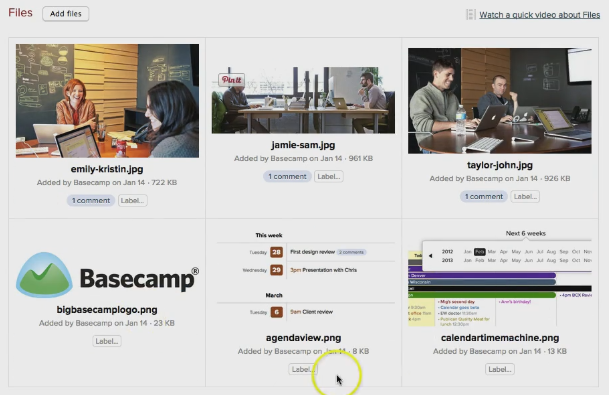 Files
Add files
Watch a quick video about Files
Pin it
emily-kristin.jpg
Added by Basecamp on Jan 14 · 722 KB
1 comment
Label...
jamie-sam.jpg
Added by Basecamp on Jan 14 · 961 KB
1 comment
Label...
taylor-john.jpg
Added by Basecamp on Jan 14 · 926 KB
1 comment
Label...
Basecamp®
bigbasecamplogo.png
Added by Basecamp on Jan 14 · 23 KB
Label...
This week
Tuesday 28 First design review 2 comments
Wednesday 29 3pm Presentation with Chris
March
Tuesday 6 9am Client review
agendaview.png
Added by Basecamp on Jan 14 · 8 KB
Label...
Next 6 weeks
2012 Jan Feb Mar Apr May Jun Jul Aug Sep Oct Nov
2013 Jan Feb Mar Apr May Jun Jul Aug Sep Oct Nov
Wisconsin
Mig's second day
Ann's birthday!
calendartimemachine.png
Added by Basecamp on Jan 14 · 13 KB
Label...